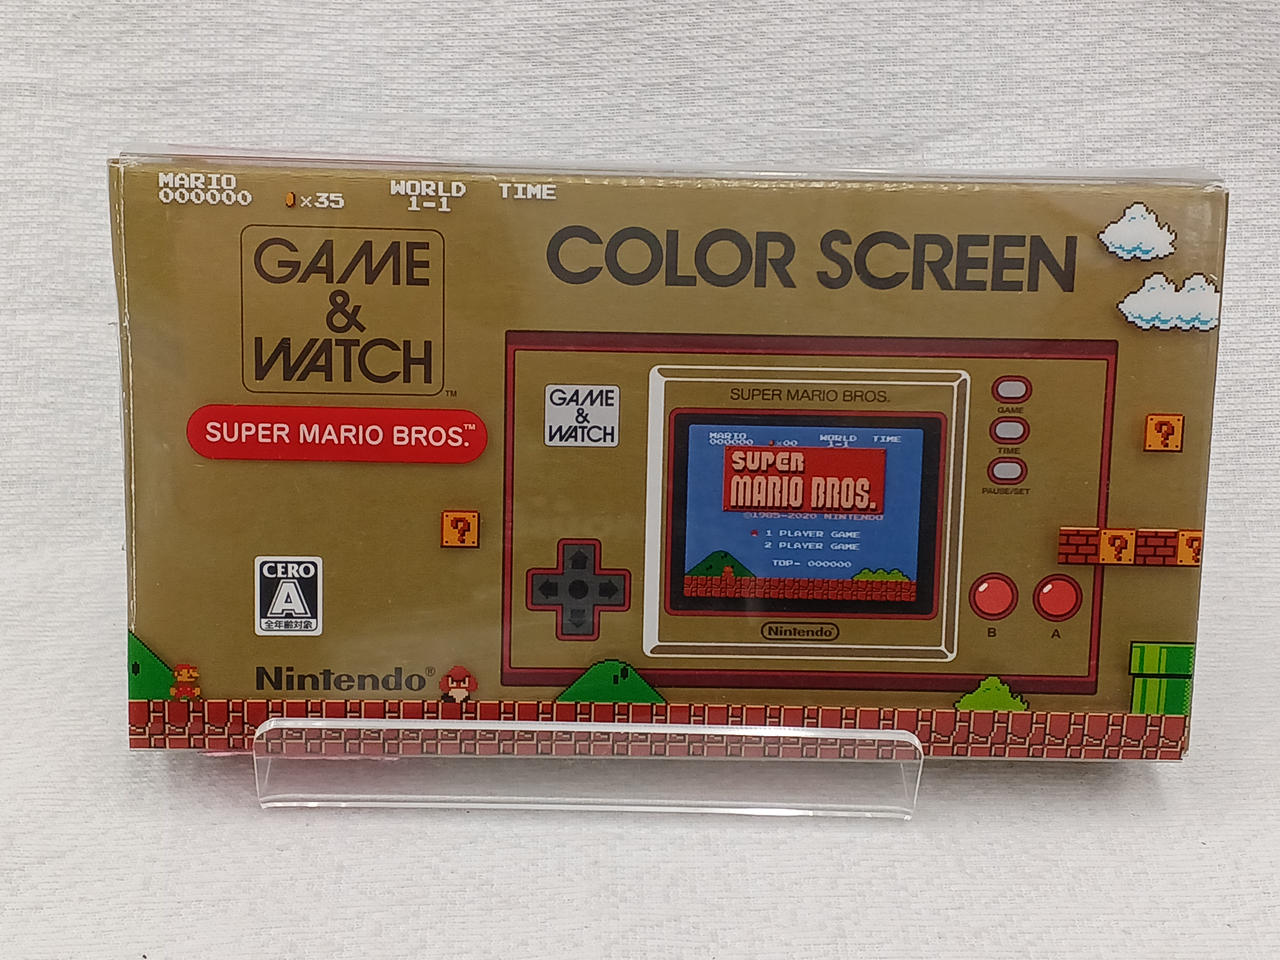 MARIO
000000
×35
WORLD
1-1
TIME
GAME
&
WATCH™
COLOR SCREEN
SUPER MARIO BROS.™
GAME
&
WATCH
SUPER MARIO BROS.
MARIO
000000
×00
WORLD
1-1
TIME
SUPER
MARIO BROS.
©1985-2020 NINTENDO
1 PLAYER GAME
2 PLAYER GAME
TOP- 000000
Nintendo
GAME
TIME
PAUSE/SET
?
?
?
?
B
A
CERO
A
全年齢対象
Nintendo®